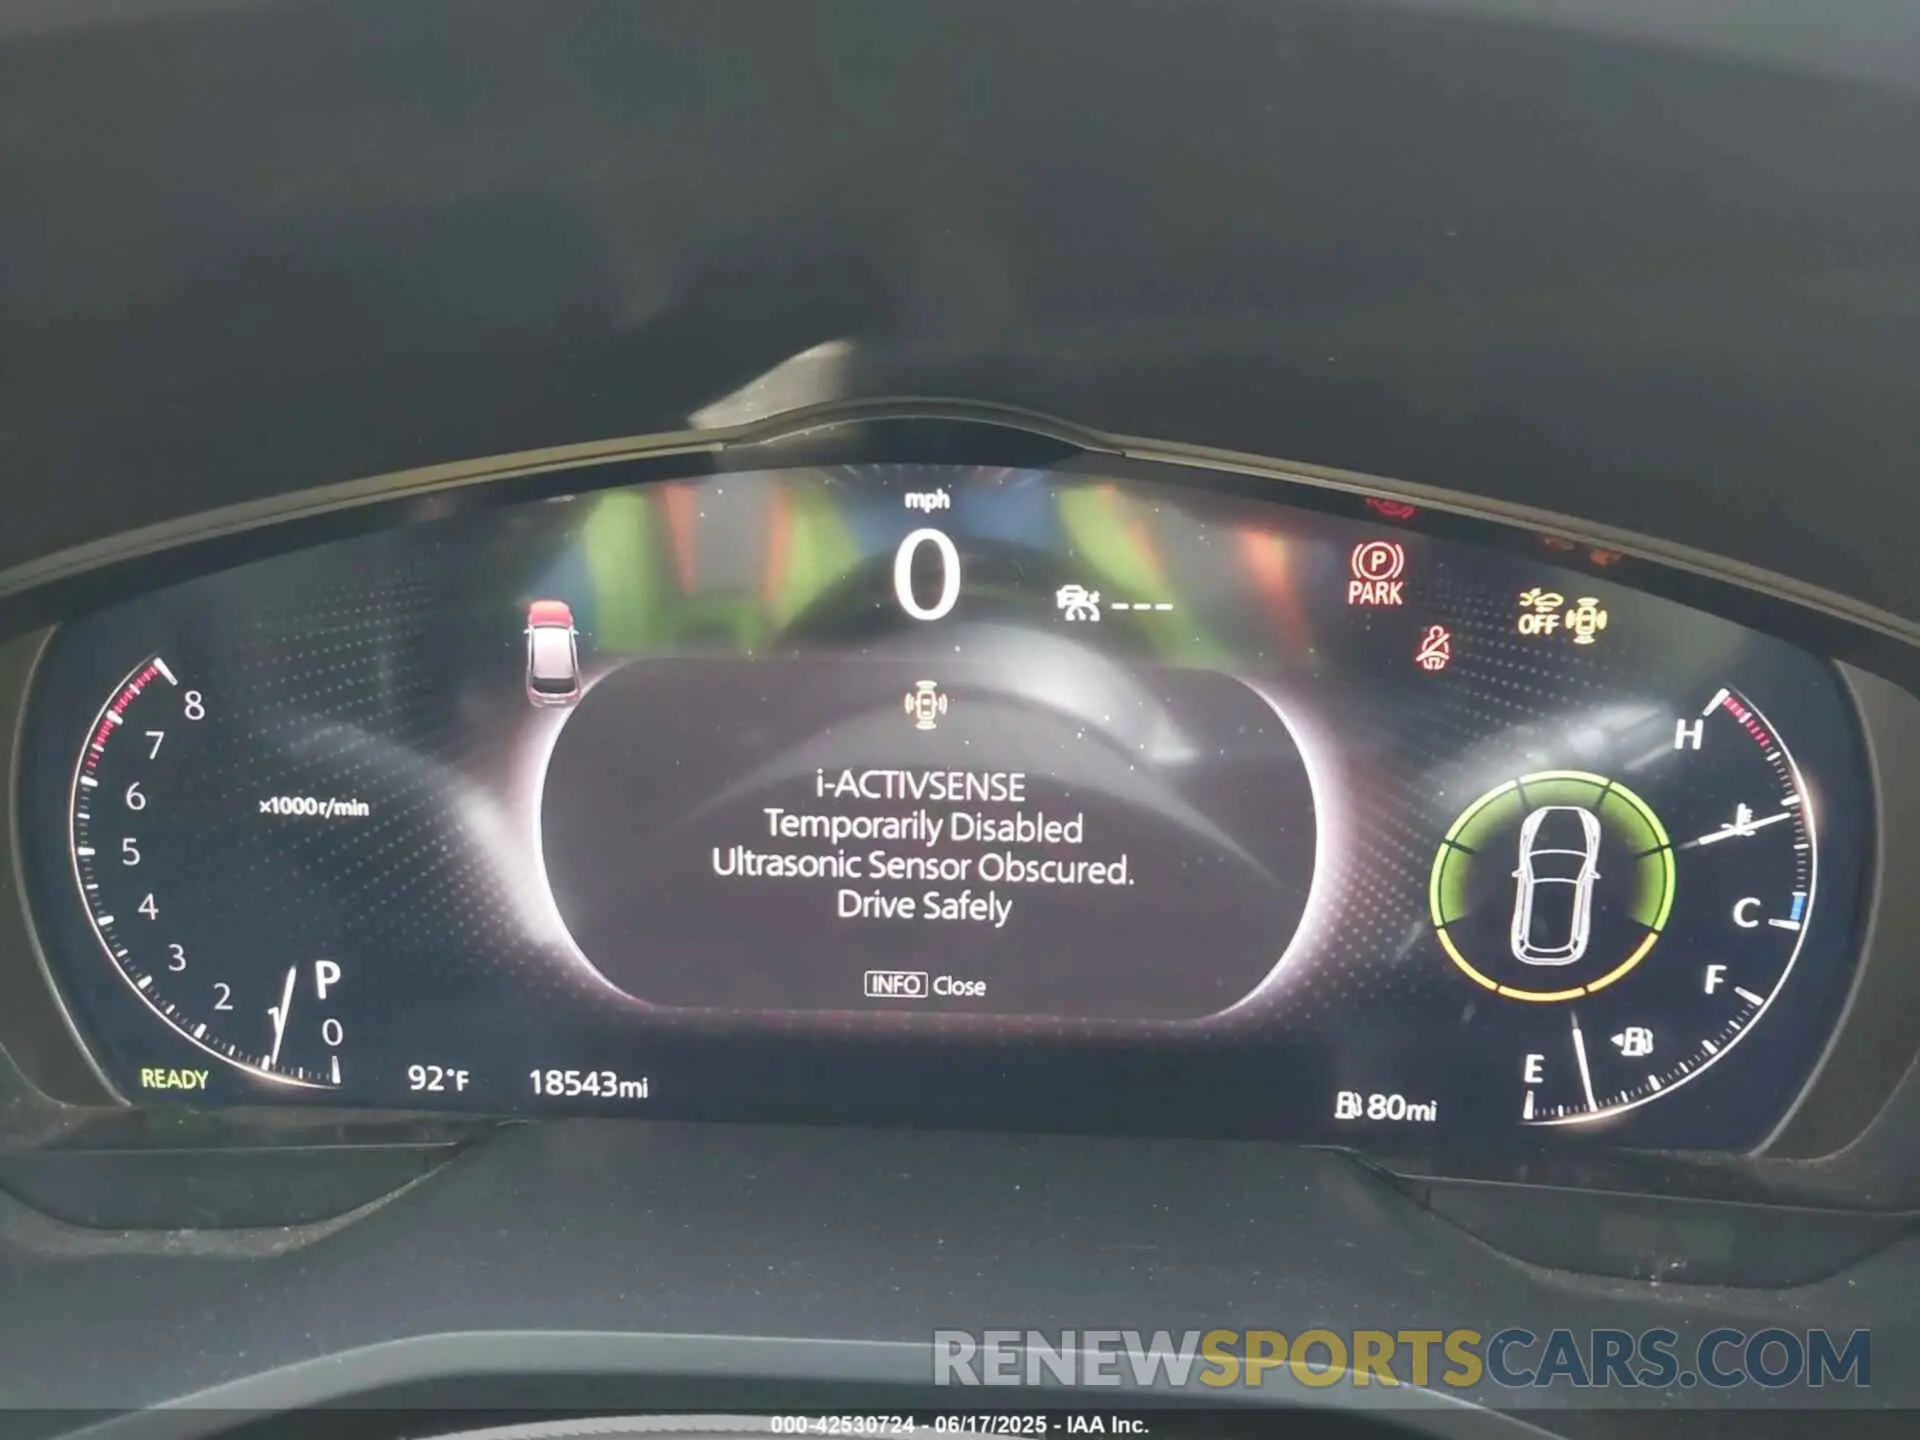 mph
0
---
PARK
OFF
8
7
6
5
4
3
2
1
0
x1000r/min
P
READY
92°F
18543mi
i-ACTIVSENSE
Temporarily Disabled
Ultrasonic Sensor Obscured.
Drive Safely
INFO Close
H
C
F
E
80mi
RENEWSPORTSCARS.COM
000-42530724 - 06/17/2025 - IAA Inc.